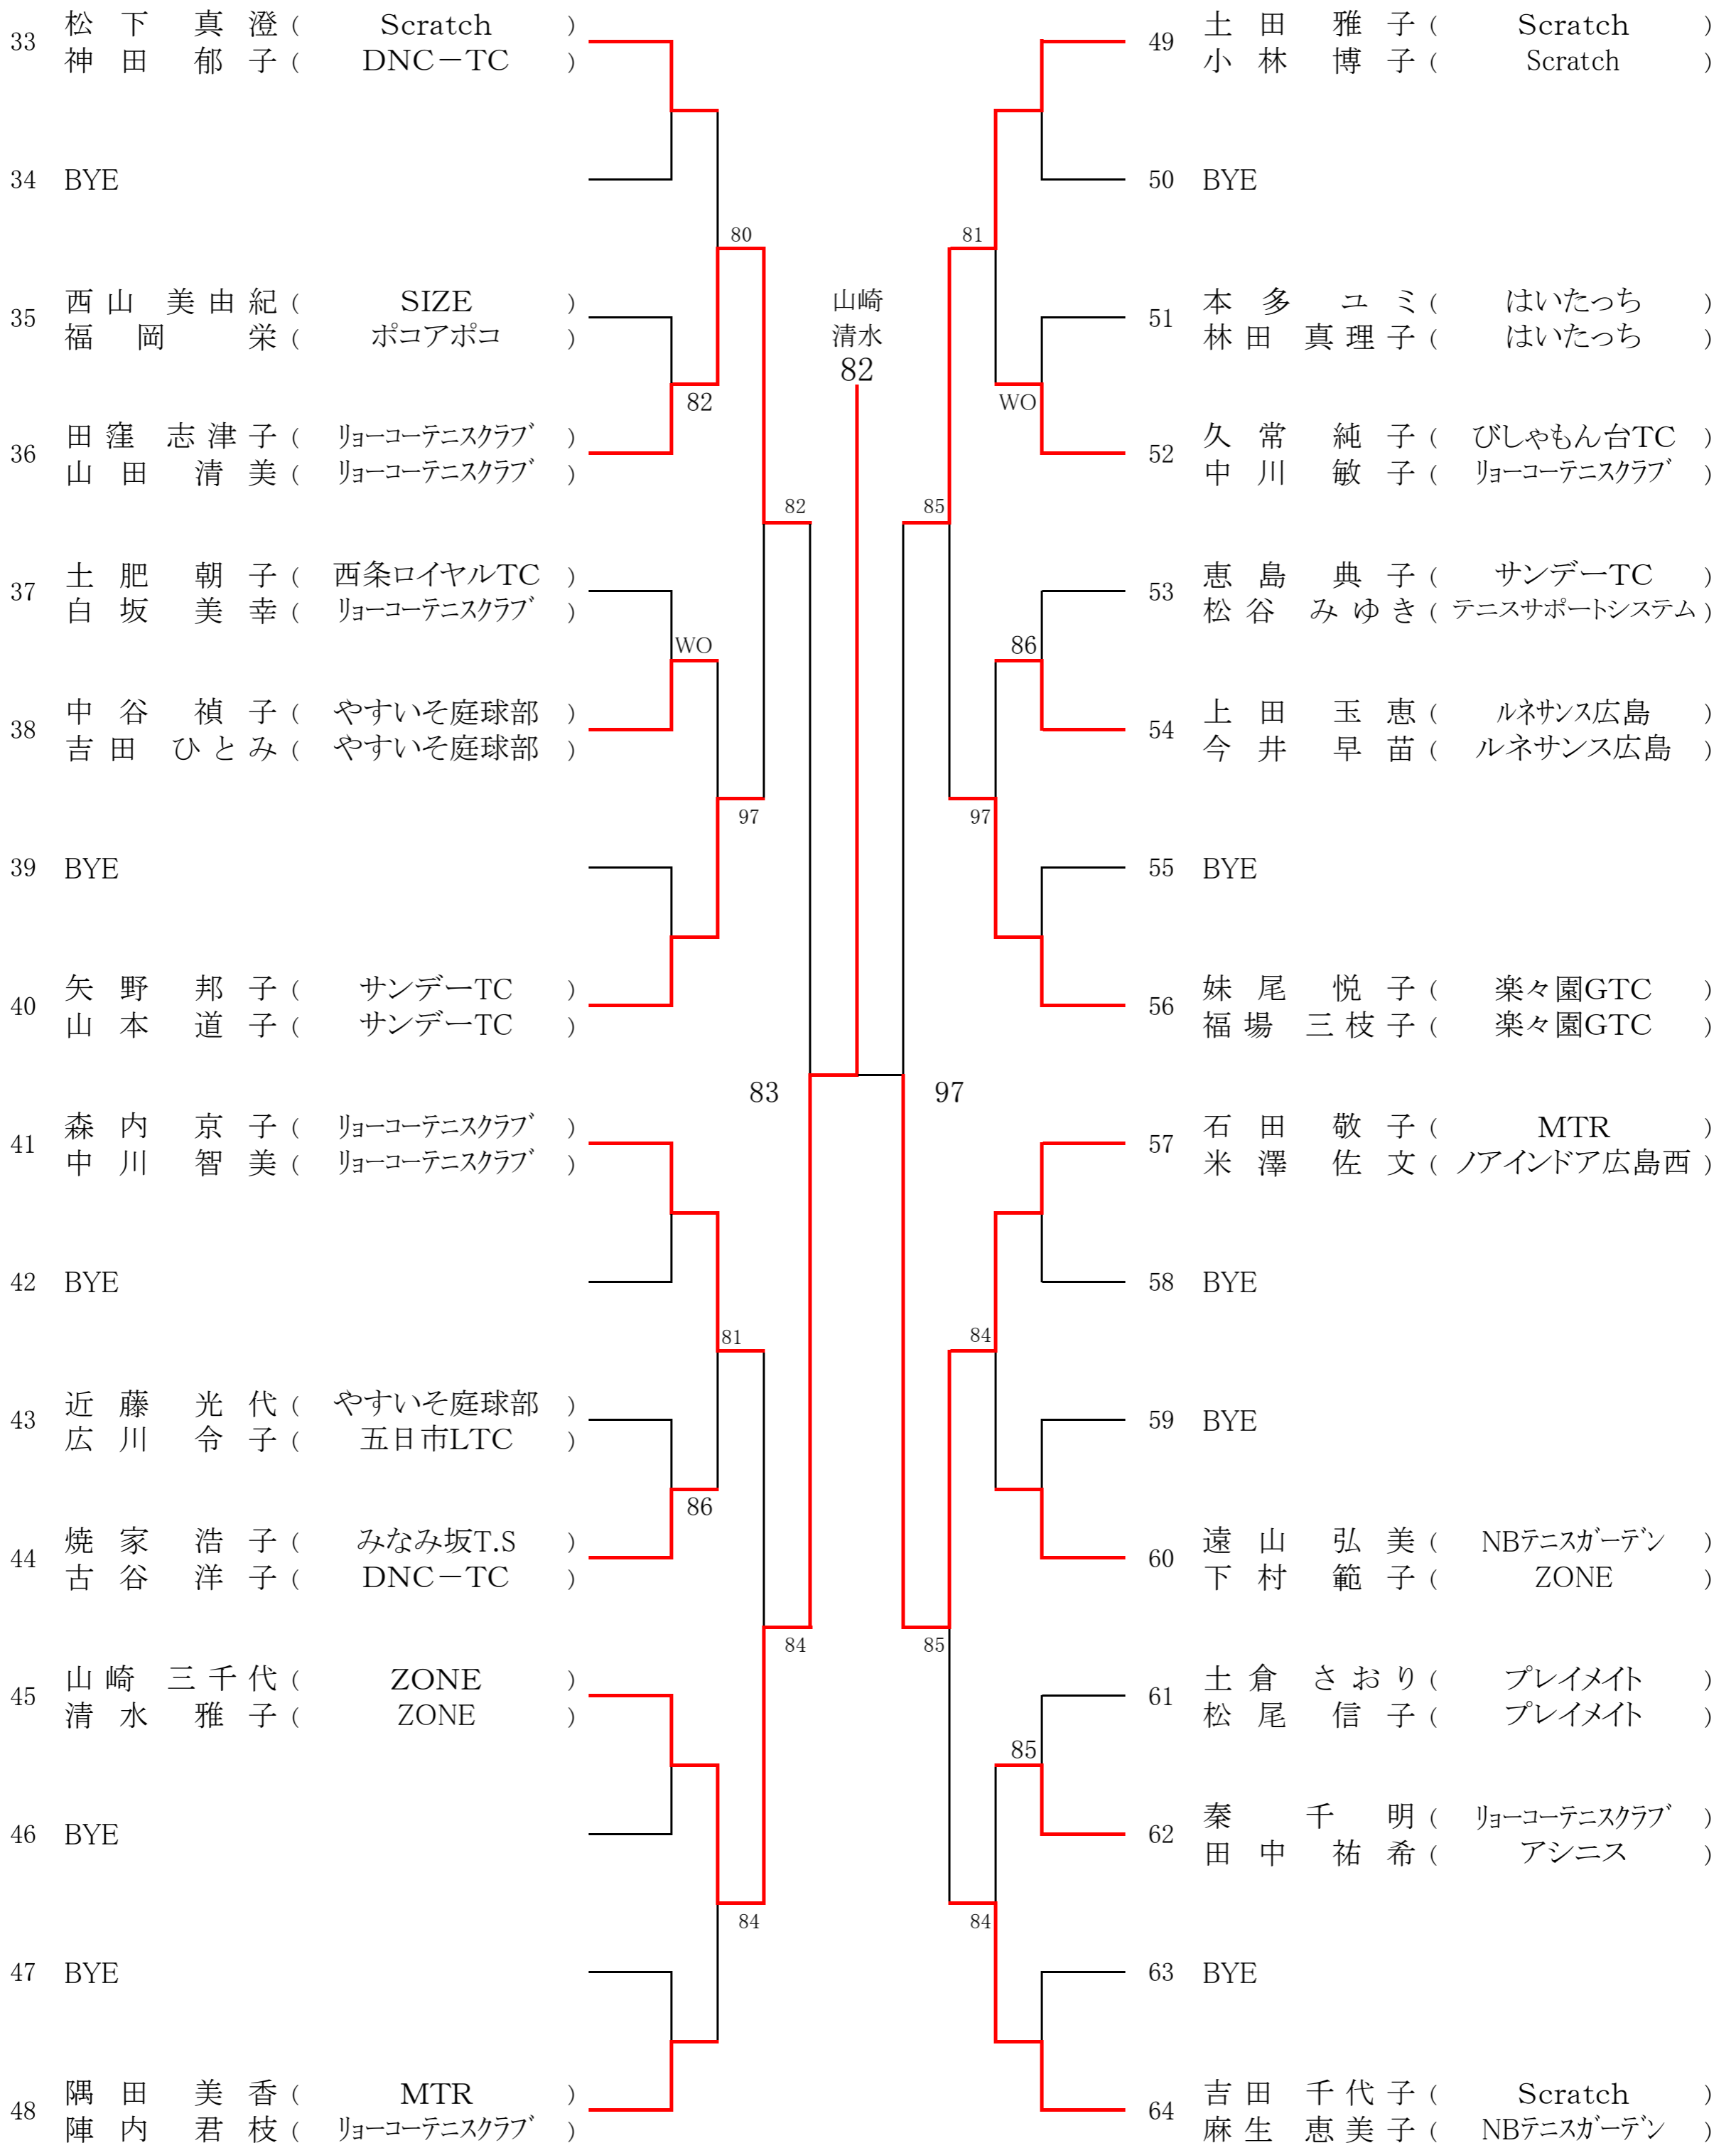 33 松下 真澄 ( Scratch )
神田 郁子 ( DNC－TC )
34 BYE
80
35 西山 美由紀 ( SIZE )
福岡 栄 ( ポコアポコ )
82
36 田窪 志津子 ( リョーコーテニスクラブ )
山田 清美 ( リョーコーテニスクラブ )
82
37 土肥 朝子 ( 西条ロイヤルTC )
白坂 美幸 ( リョーコーテニスクラブ )
WO
38 中谷 禎子 ( やすいそ庭球部 )
吉田 ひとみ ( やすいそ庭球部 )
97
39 BYE
40 矢野 邦子 ( サンデーTC )
山本 道子 ( サンデーTC )
83
41 森内 京子 ( リョーコーテニスクラブ )
中川 智美 ( リョーコーテニスクラブ )
42 BYE
81
43 近藤 光代 ( やすいそ庭球部 )
広川 令子 ( 五日市LTC )
86
44 焼家 浩子 ( みなみ坂T.S )
古谷 洋子 ( DNC－TC )
84
45 山崎 三千代 ( ZONE )
清水 雅子 ( ZONE )
46 BYE
84
47 BYE
48 隅田 美香 ( MTR )
陣内 君枝 ( リョーコーテニスクラブ )
山崎
清水
82
49 土田 雅子 ( Scratch )
小林 博子 ( Scratch )
50 BYE
81
51 本多 ユミ ( はいたっち )
林田 真理子 ( はいたっち )
WO
52 久常 純子 ( びしゃもん台TC )
中川 敏子 ( リョーコーテニスクラブ )
85
53 恵島 典子 ( サンデーTC )
松谷 みゆき ( テニスサポートシステム )
86
54 上田 玉恵 ( ルネサンス広島 )
今井 早苗 ( ルネサンス広島 )
97
55 BYE
56 妹尾 悦子 ( 楽々園GTC )
福場 三枝子 ( 楽々園GTC )
97
57 石田 敬子 ( MTR )
米澤 佐文 ( ノアインドア広島西 )
58 BYE
84
59 BYE
60 遠山 弘美 ( NBテニスガーデン )
下村 範子 ( ZONE )
85
61 土倉 さおり ( プレイメイト )
松尾 信子 ( プレイメイト )
85
62 秦 千明 ( リョーコーテニスクラブ )
田中 祐希 ( アシニス )
84
63 BYE
64 吉田 千代子 ( Scratch )
麻生 恵美子 ( NBテニスガーデン )